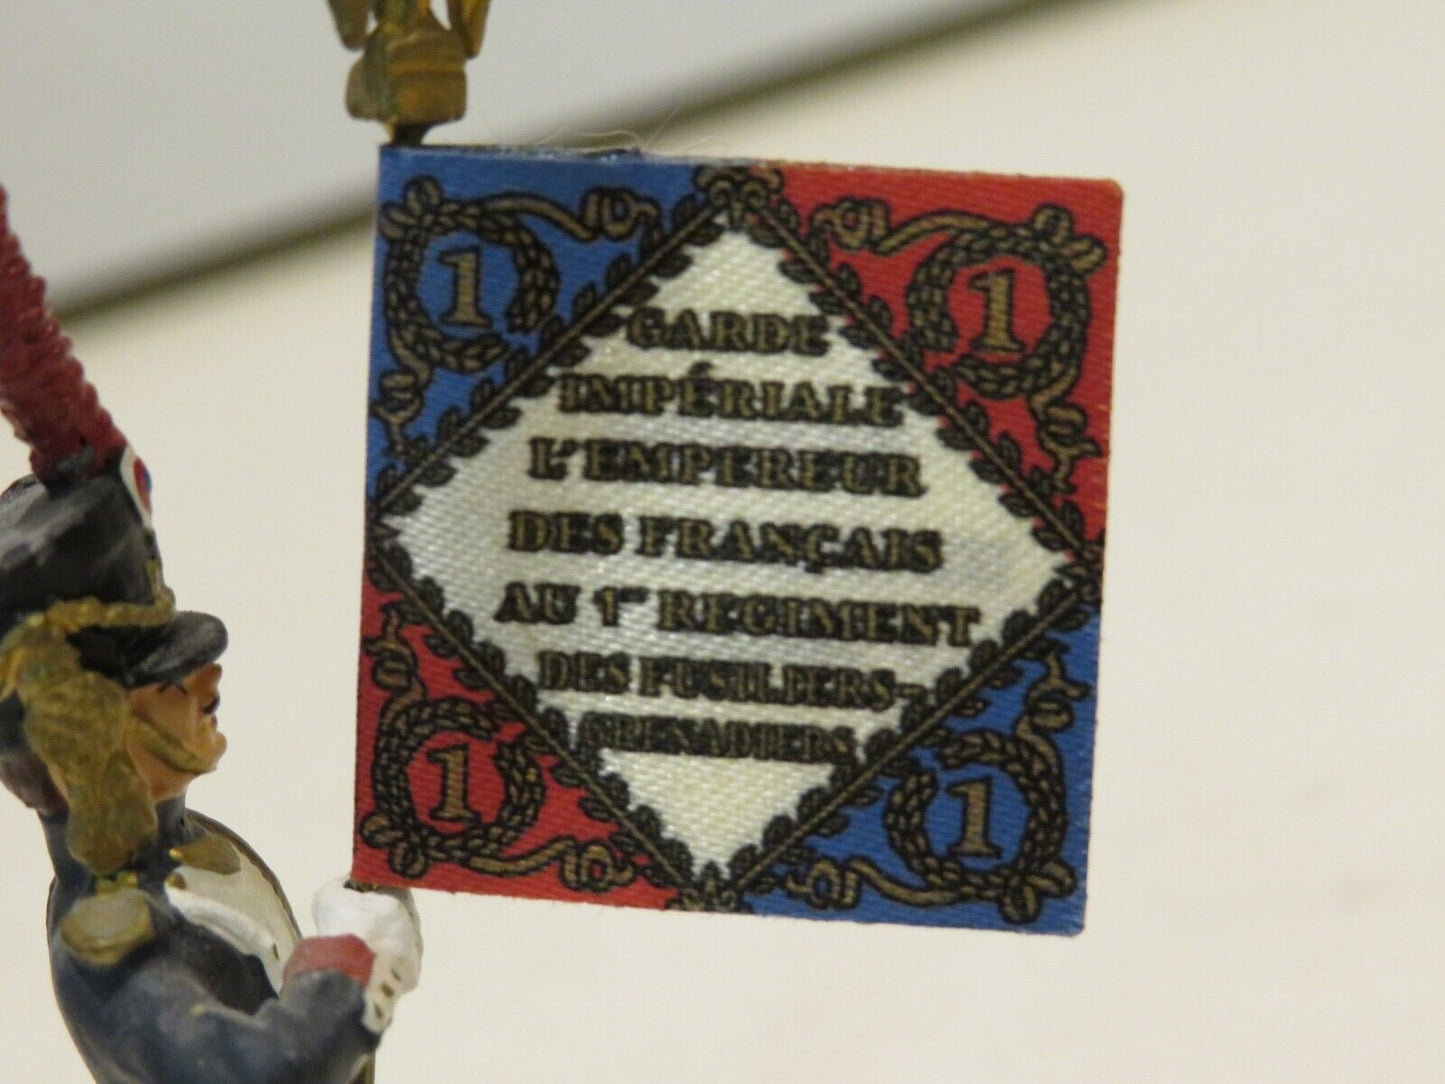 1 1
GARDE
IMPÉRIALE
L'EMPEREUR
DES FRANÇAIS
AU 1er REGIMENT
DES FUSILIERS-
GRENADIERS
1 1